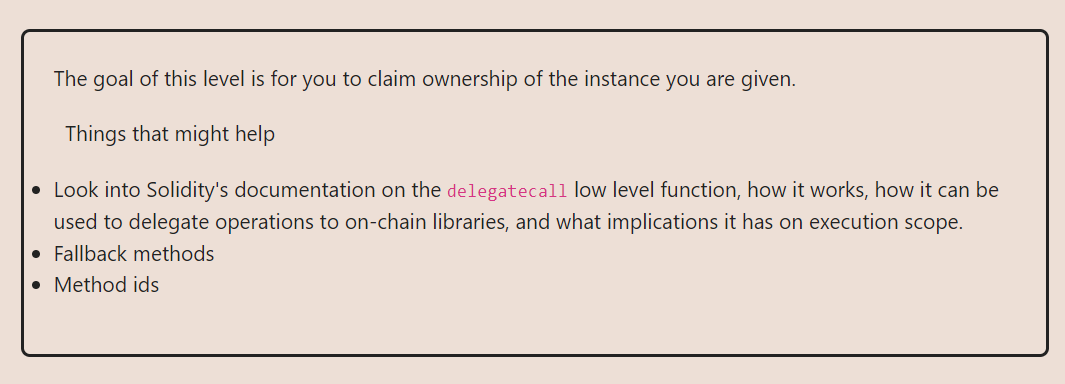 The goal of this level is for you to claim ownership of the instance you are given.
Things that might help
• Look into Solidity's documentation on the delegatecall low level function, how it works, how it can be
used to delegate operations to on-chain libraries, and what implications it has on execution scope.
• Fallback methods
• Method ids